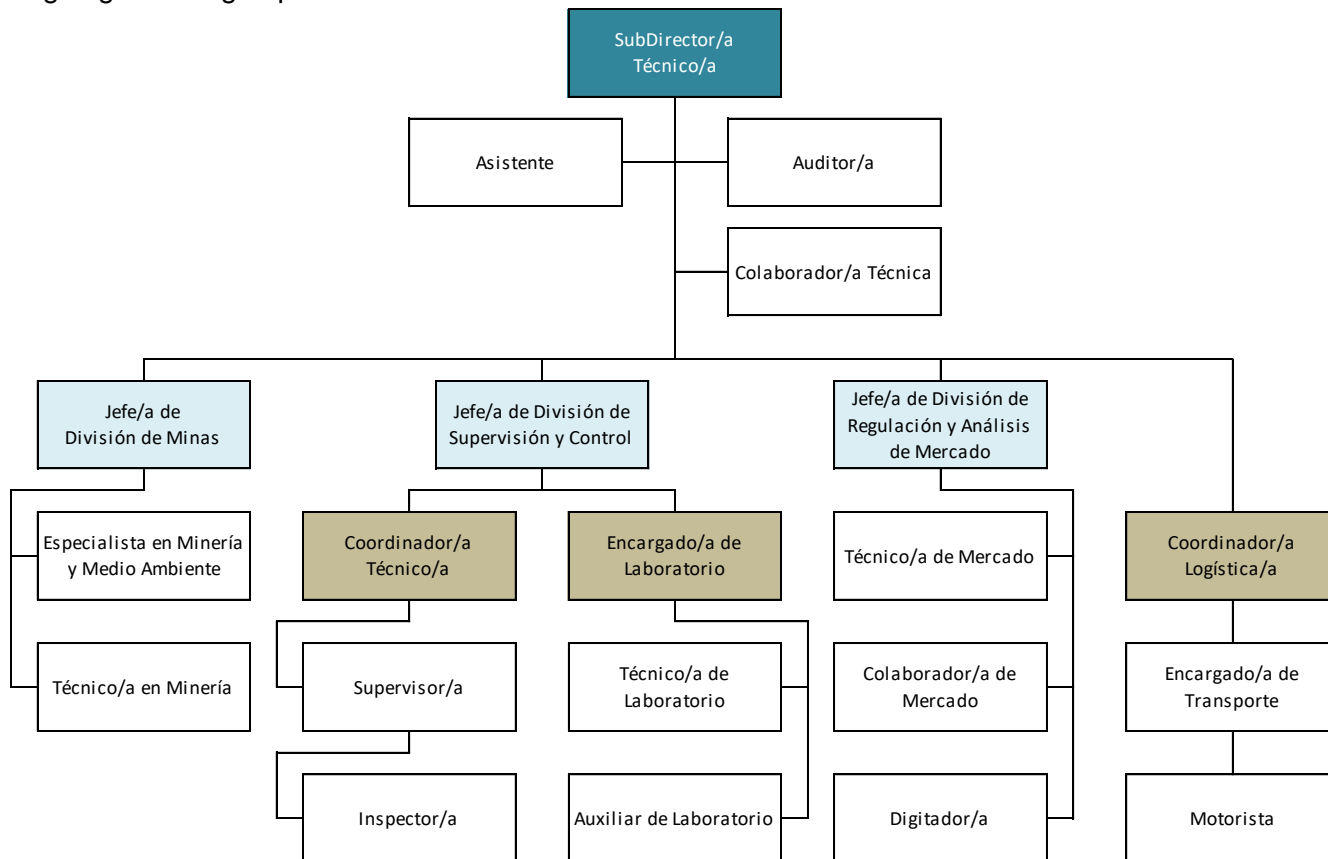 SubDirector/a
Técnico/a
Asistente
Auditor/a
Colaborador/a Técnica
Jefe/a de
División de Minas
Jefe/a de División de
Supervisión y Control
Jefe/a de División de
Regulación y Análisis
de Mercado
Especialista en Minería
y Medio Ambiente
Coordinador/a
Técnico/a
Encargado/a de
Laboratorio
Técnico/a de Mercado
Coordinador/a
Logística/a
Técnico/a en Minería
Supervisor/a
Técnico/a de
Laboratorio
Colaborador/a de
Mercado
Encargado/a de
Transporte
Inspector/a
Auxiliar de Laboratorio
Digitador/a
Motorista